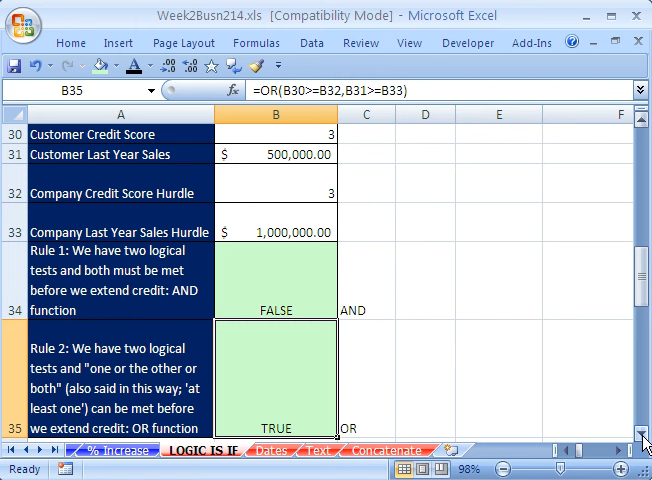 Week2Busn214.xls [Compatibility Mode] - Microsoft Excel
Home Insert Page Layout Formulas Data Review View Developer Add-Ins
B35 fx =OR(B30>=B32,B31>=B33)
A B C D E F
30 Customer Credit Score 3
31 Customer Last Year Sales $ 500,000.00
32 Company Credit Score Hurdle 3
33 Company Last Year Sales Hurdle $ 1,000,000.00
Rule 1: We have two logical
tests and both must be met
before we extend credit: AND
34 function FALSE AND
Rule 2: We have two logical
tests and "one or the other or
both" (also said in this way; 'at
least one') can be met before
35 we extend credit: OR function TRUE OR
% Increase LOGIC IS IF Dates Text Concatenate
Ready 98%